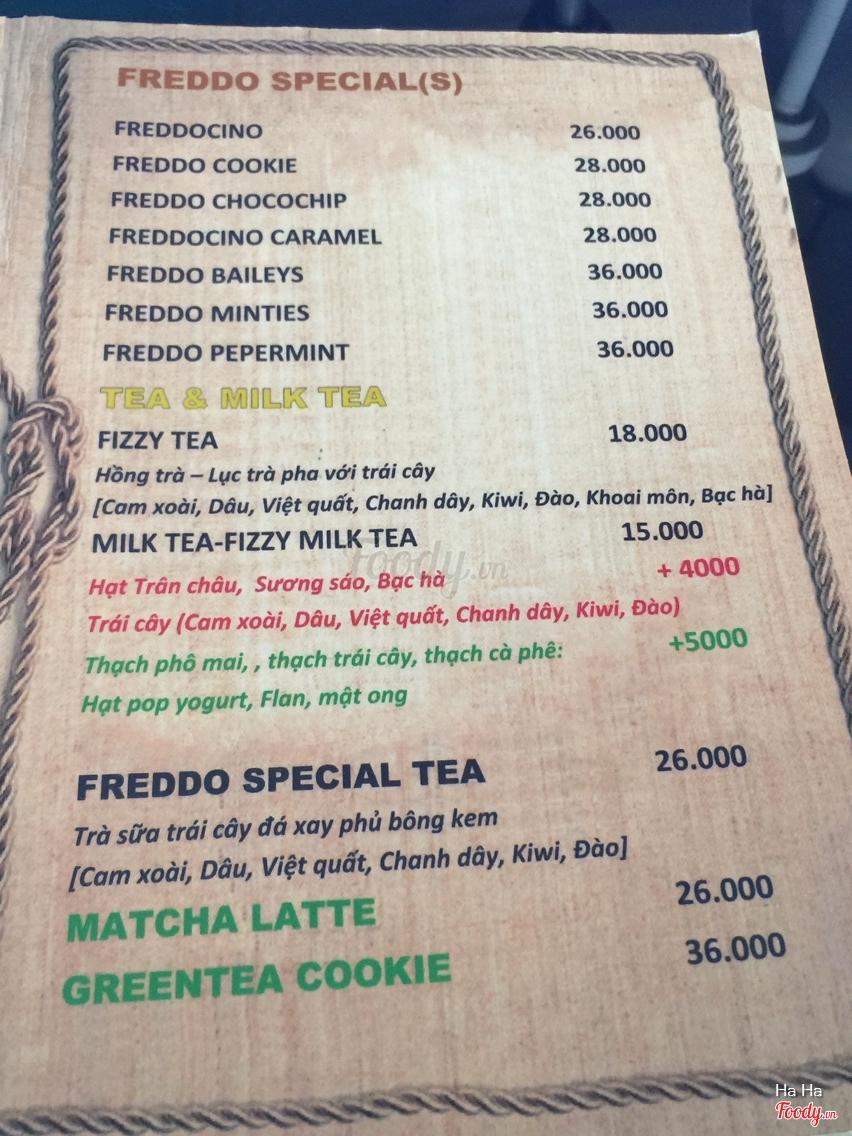 FREDDO SPECIAL(S)
FREDDOCINO 26.000
FREDDO COOKIE 28.000
FREDDO CHOCOCHIP 28.000
FREDDOCINO CARAMEL 28.000
FREDDO BAILEYS 36.000
FREDDO MINTIES 36.000
FREDDO PEPERMINT 36.000
TEA & MILK TEA
FIZZY TEA 18.000
Hồng trà – Lục trà pha với trái cây
[Cam xoài, Dâu, Việt quất, Chanh dây, Kiwi, Đào, Khoai môn, Bạc hà]
MILK TEA-FIZZY MILK TEA 15.000
Hạt Trân châu, Sương sáo, Bạc hà + 4000
Trái cây (Cam xoài, Dâu, Việt quất, Chanh dây, Kiwi, Đào)
Thạch phô mai, , thạch trái cây, thạch cà phê: +5000
Hạt pop yogurt, Flan, mật ong
FREDDO SPECIAL TEA 26.000
Trà sữa trái cây đá xay phủ bông kem
[Cam xoài, Dâu, Việt quất, Chanh dây, Kiwi, Đào]
MATCHA LATTE 26.000
GREENTEA COOKIE 36.000
foody.vn
Ha Ha
Foody.vn